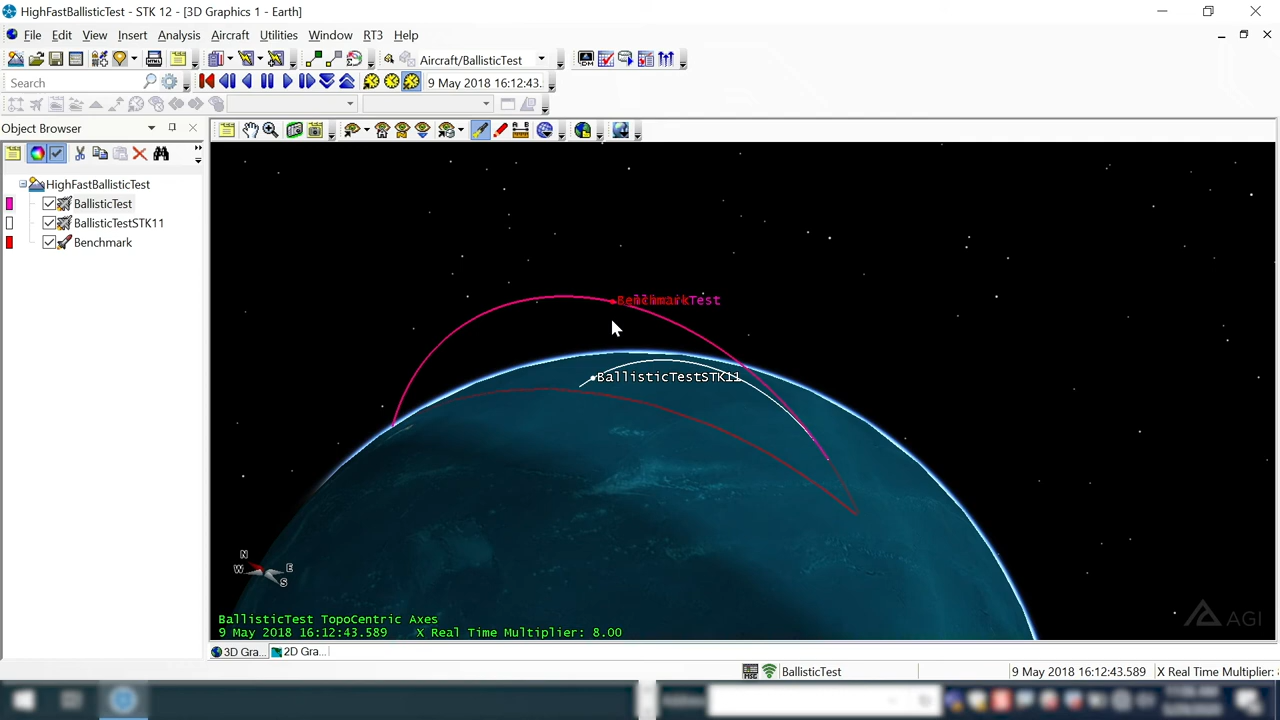 HighFastBallisticTest - STK 12 - [3D Graphics 1 - Earth]
File Edit View Insert Analysis Aircraft Utilities Window RT3 Help
Aircraft/BallisticTest
Search
9 May 2018 16:12:43.
Object Browser
HighFastBallisticTest
BallisticTest
BallisticTestSTK11
Benchmark
BenchmarkTest
BallisticTestSTK11
N
W E
S
BallisticTest TopoCentric Axes
9 May 2018 16:12:43.589 X Real Time Multiplier: 8.00
AGI
3D Gra... 2D Gra...
BallisticTest 9 May 2018 16:12:43.589 X Real Time Multiplier: